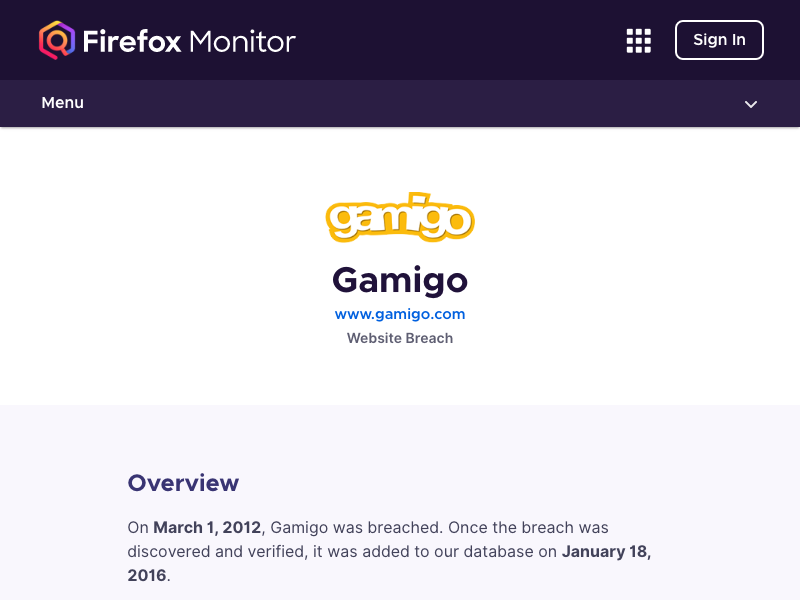 Firefox Monitor
Sign In
Menu
gamigo
Gamigo
www.gamigo.com
Website Breach
Overview
On March 1, 2012, Gamigo was breached. Once the breach was
discovered and verified, it was added to our database on January 18,
2016.